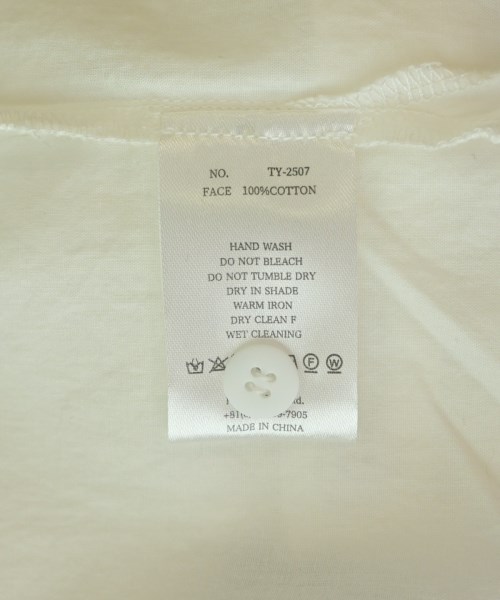 NO. TY-2507
FACE 100%COTTON
HAND WASH
DO NOT BLEACH
DO NOT TUMBLE DRY
DRY IN SHADE
WARM IRON
DRY CLEAN F
WET CLEANING
F W
MADE IN CHINA